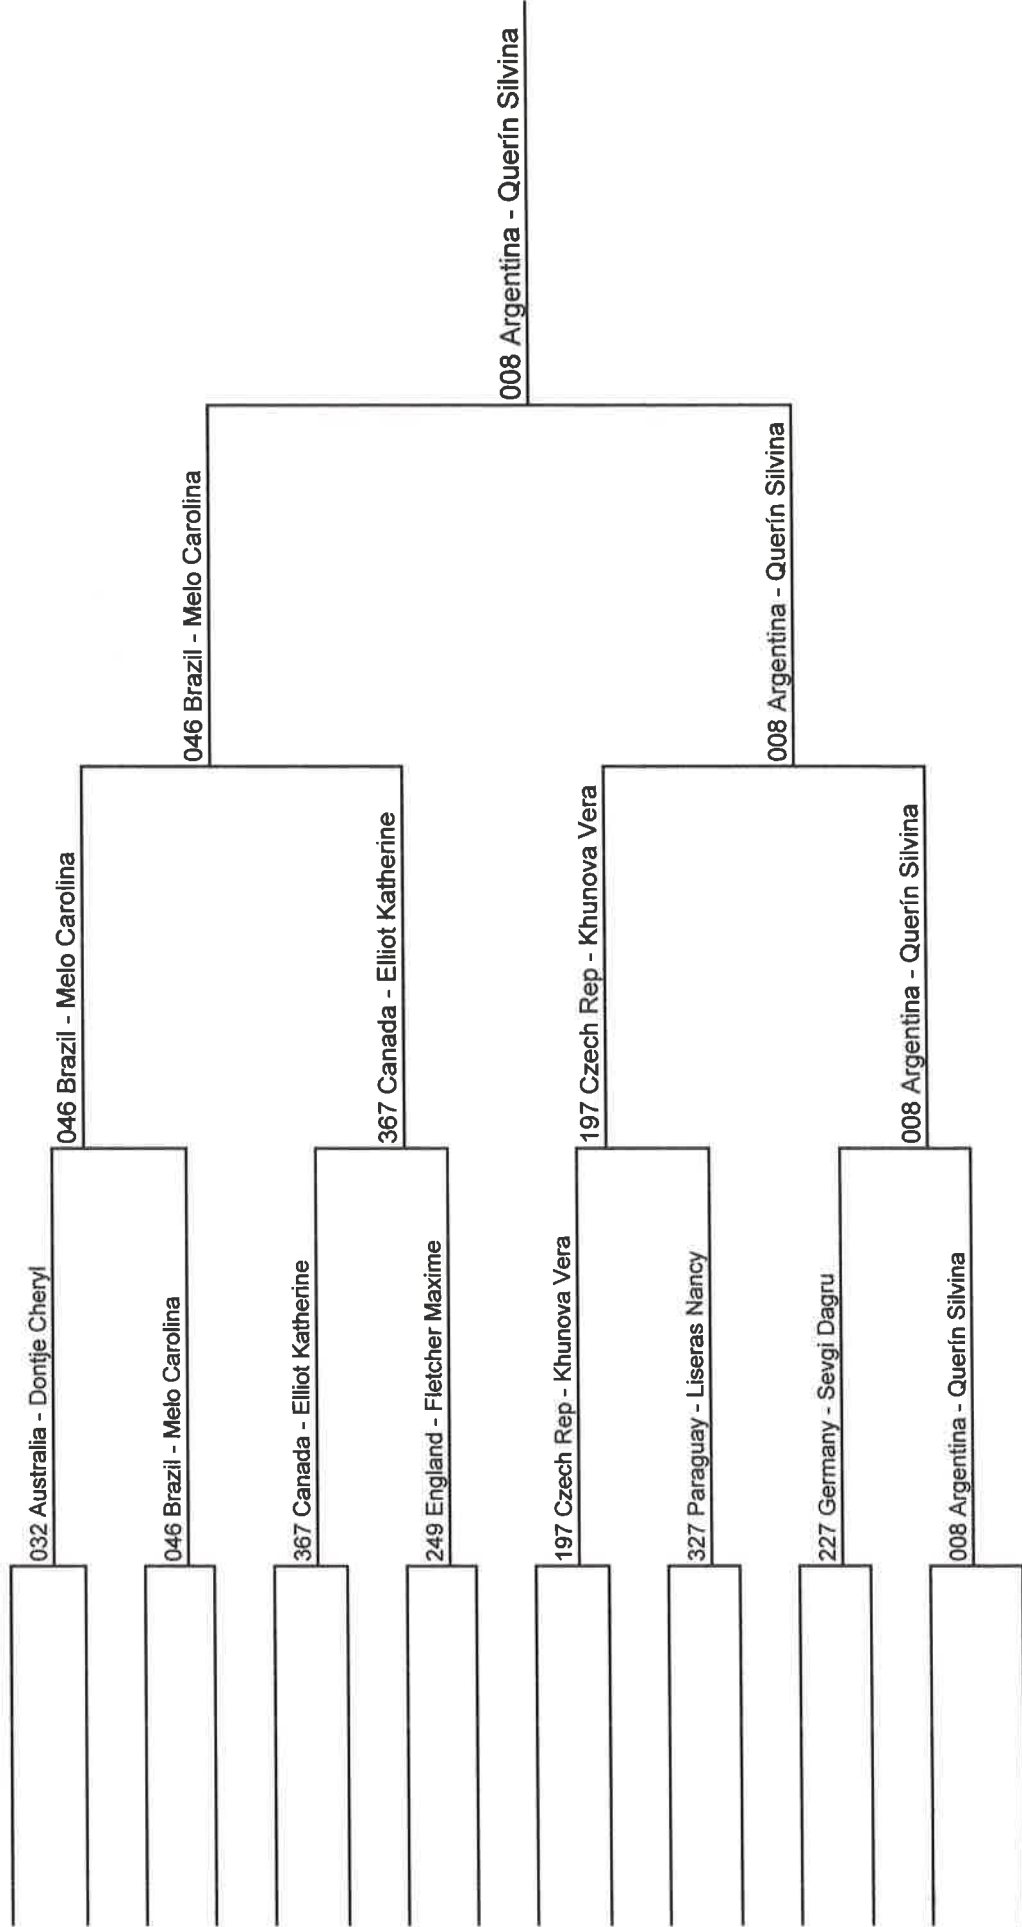 032 Australia - Dontje Cheryl
046 Brazil - Melo Carolina
367 Canada - Elliot Katherine
249 England - Fletcher Maxime
197 Czech Rep - Khunova Vera
327 Paraguay - Liseras Nancy
227 Germany - Sevgi Dagru
008 Argentina - Querín Silvina
046 Brazil - Melo Carolina
367 Canada - Elliot Katherine
197 Czech Rep - Khunova Vera
008 Argentina - Querín Silvina
046 Brazil - Melo Carolina
008 Argentina - Querín Silvina
008 Argentina - Querín Silvina